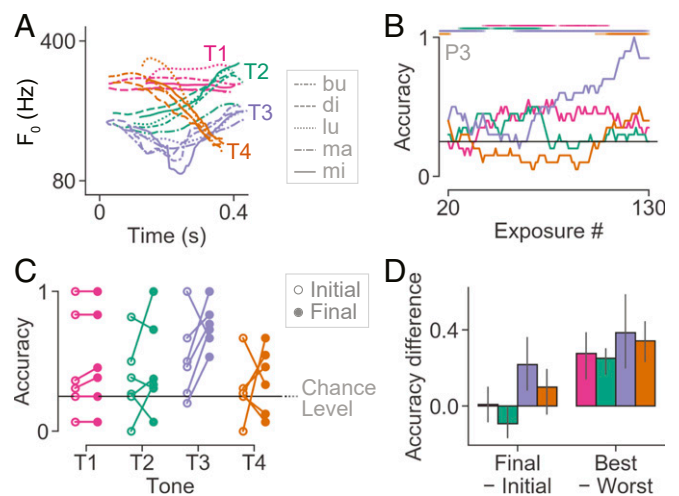 A
400
F0 (Hz)
80
0
0.4
Time (s)
T1
T2
T3
T4
bu
di
lu
ma
mi
B
P3
1
Accuracy
0
20
130
Exposure #
C
1
Accuracy
0
T1 T2 T3 T4
Tone
Initial
Final
Chance
Level
D
Accuracy difference
0.4
0.0
Final
– Initial
Best
– Worst